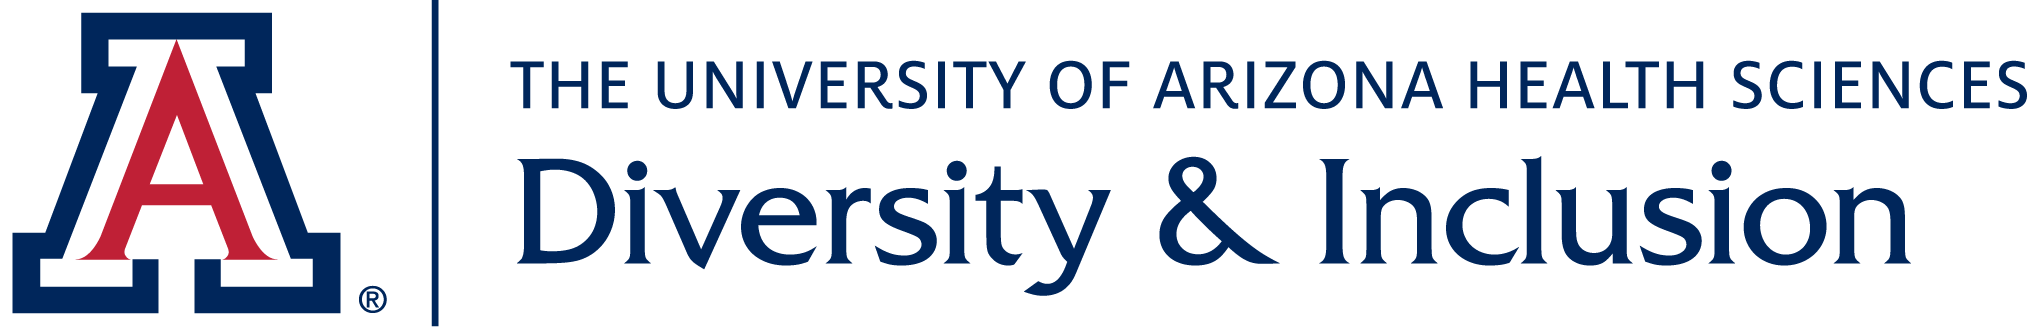 A®
THE UNIVERSITY OF ARIZONA HEALTH SCIENCES
Diversity & Inclusion